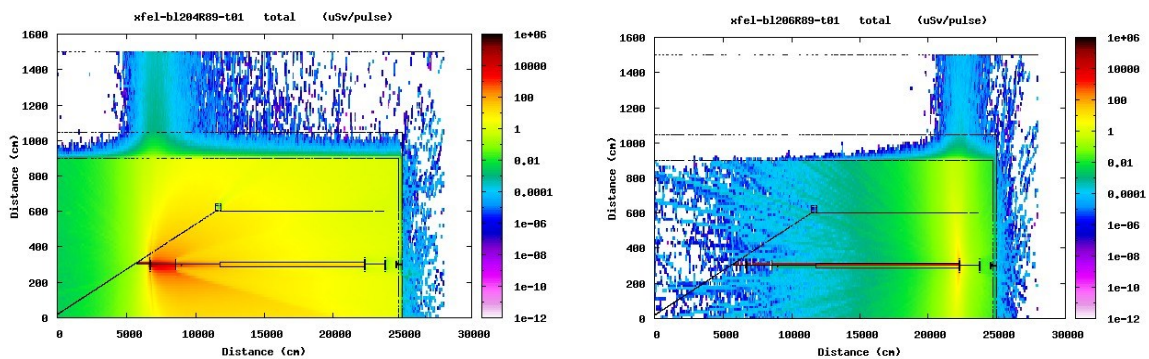 xfel-bl204R89-t01 total (uSv/pulse)
1600
1400
1200
1000
800
600
400
200
0
Distance (cm)
0 5000 10000 15000 20000 25000 30000
Distance (cm)
1e+06
10000
100
1
0.01
0.0001
1e-06
1e-08
1e-10
1e-12
xfel-bl206R89-t01 total (uSv/pulse)
1600
1400
1200
1000
800
600
400
200
0
Distance (cm)
0 5000 10000 15000 20000 25000 30000
Distance (cm)
1e+06
10000
100
1
0.01
0.0001
1e-06
1e-08
1e-10
1e-12